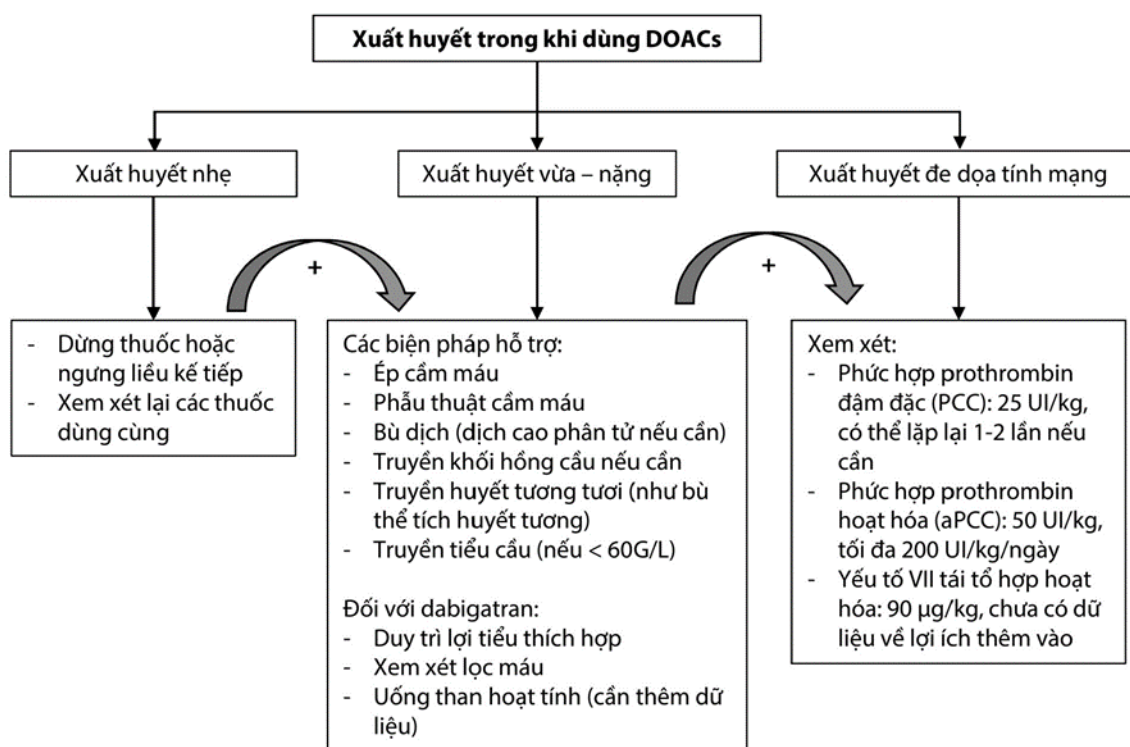 Xuất huyết trong khi dùng DOACs
Xuất huyết nhẹ
Xuất huyết vừa – nặng
Xuất huyết đe dọa tính mạng
+
+
- Dừng thuốc hoặc
ngưng liều kế tiếp
- Xem xét lại các thuốc
dùng cùng
Các biện pháp hỗ trợ:
- Ép cầm máu
- Phẫu thuật cầm máu
- Bù dịch (dịch cao phân tử nếu cần)
- Truyền khối hồng cầu nếu cần
- Truyền huyết tương tươi (như bù
thể tích huyết tương)
- Truyền tiểu cầu (nếu < 60G/L)
Đối với dabigatran:
- Duy trì lợi tiểu thích hợp
- Xem xét lọc máu
- Uống than hoạt tính (cần thêm dữ
liệu)
Xem xét:
- Phức hợp prothrombin
đậm đặc (PCC): 25 UI/kg,
có thể lặp lại 1-2 lần nếu
cần
- Phức hợp prothrombin
hoạt hóa (aPCC): 50 UI/kg,
tối đa 200 UI/kg/ngày
- Yếu tố VII tái tổ hợp hoạt
hóa: 90 µg/kg, chưa có dữ
liệu về lợi ích thêm vào